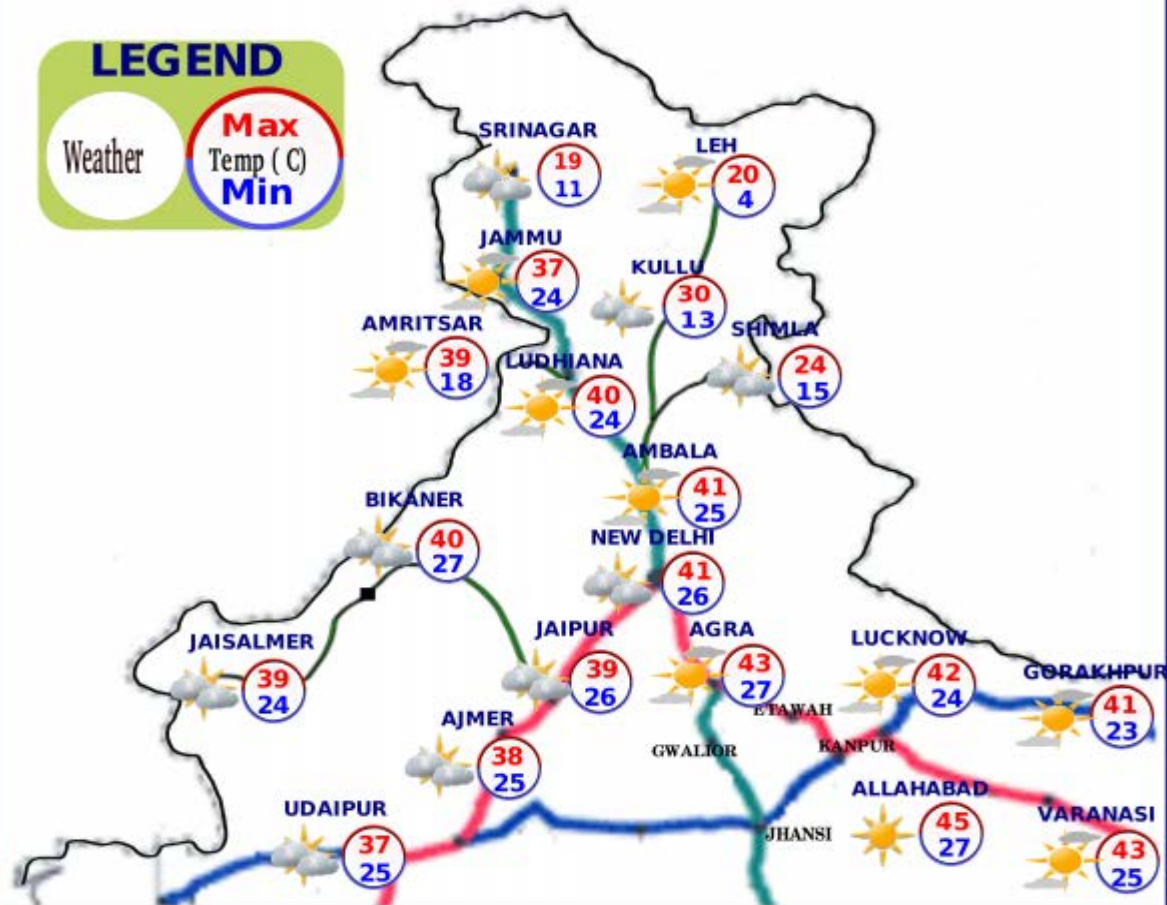 LEGEND
Weather
Max
Temp ( C)
Min
SRINAGAR
19
11
LEH
20
4
JAMMU
37
24
KULLU
30
13
AMRITSAR
39
18
SHIMLA
24
15
LUDHIANA
40
24
AMBALA
41
25
BIKANER
40
27
NEW DELHI
41
26
JAISALMER
39
24
JAIPUR
39
26
AGRA
43
27
LUCKNOW
42
24
GORAKHPUR
41
23
ETAWAH
AJMER
38
25
GWALIOR
KANPUR
ALLAHABAD
45
27
UDAIPUR
37
25
JHANSI
VARANASI
43
25